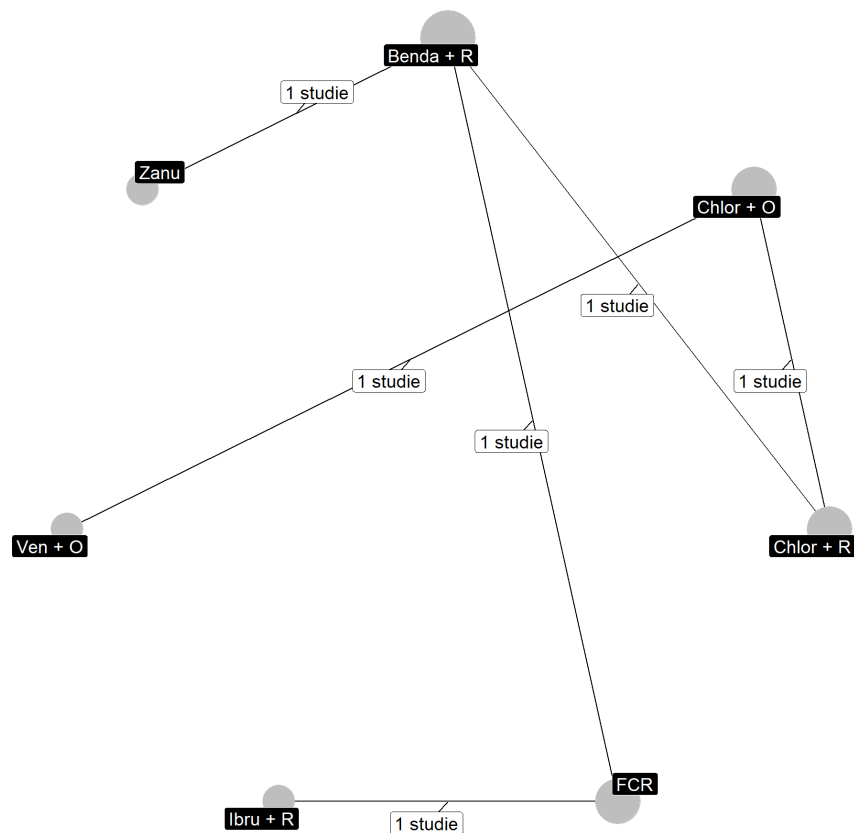 Benda + R
1 studie
Zanu
Chlor + O
1 studie
1 studie
1 studie
1 studie
Ven + O
Chlor + R
FCR
Ibru + R
1 studie